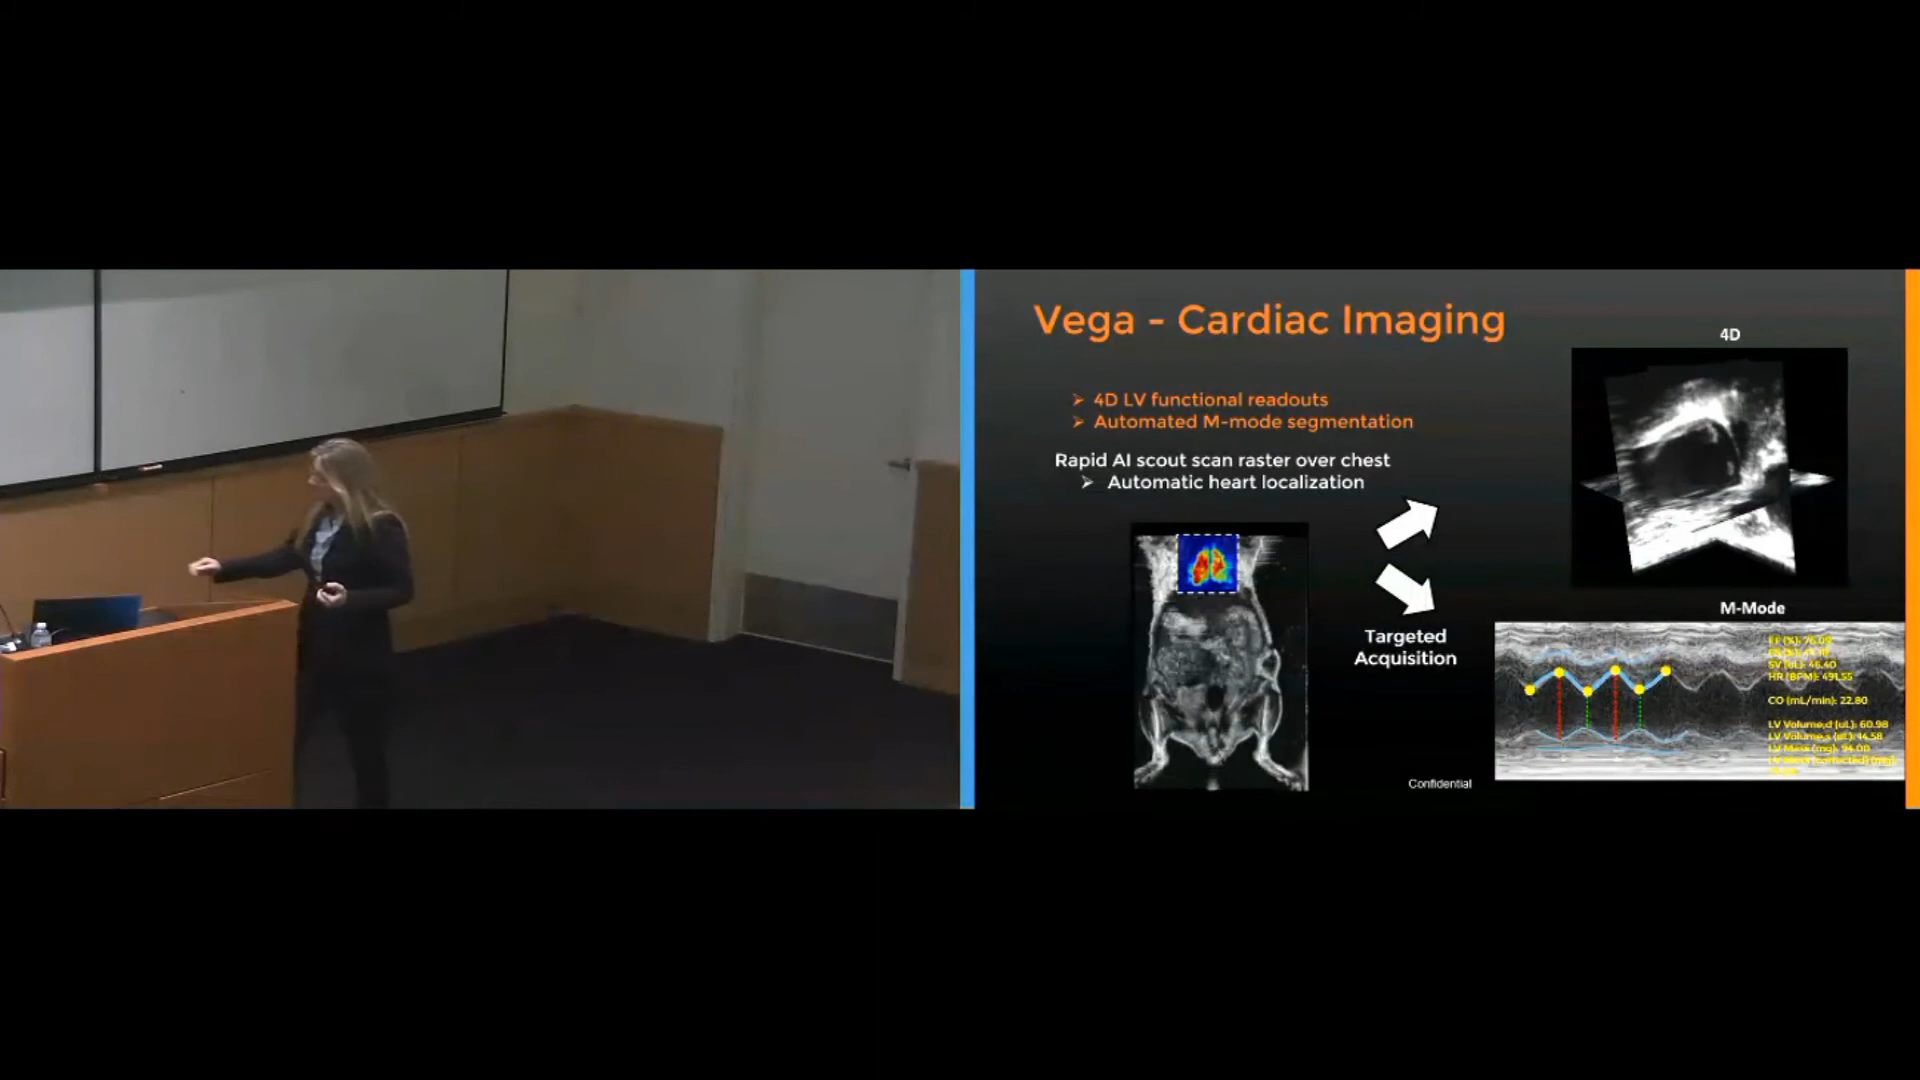 Vega - Cardiac Imaging
4D
➢ 4D LV functional readouts
➢ Automated M-mode segmentation
Rapid AI scout scan raster over chest
➢ Automatic heart localization
Targeted
Acquisition
M-Mode
SV (uL): 46.40
HR (BPM): 491.55
CO (mL/min): 22.80
LV Volume,d (uL): 60.98
LV Volume,s (uL): 14.58
LV Mass (mg): 94.00
Confidential